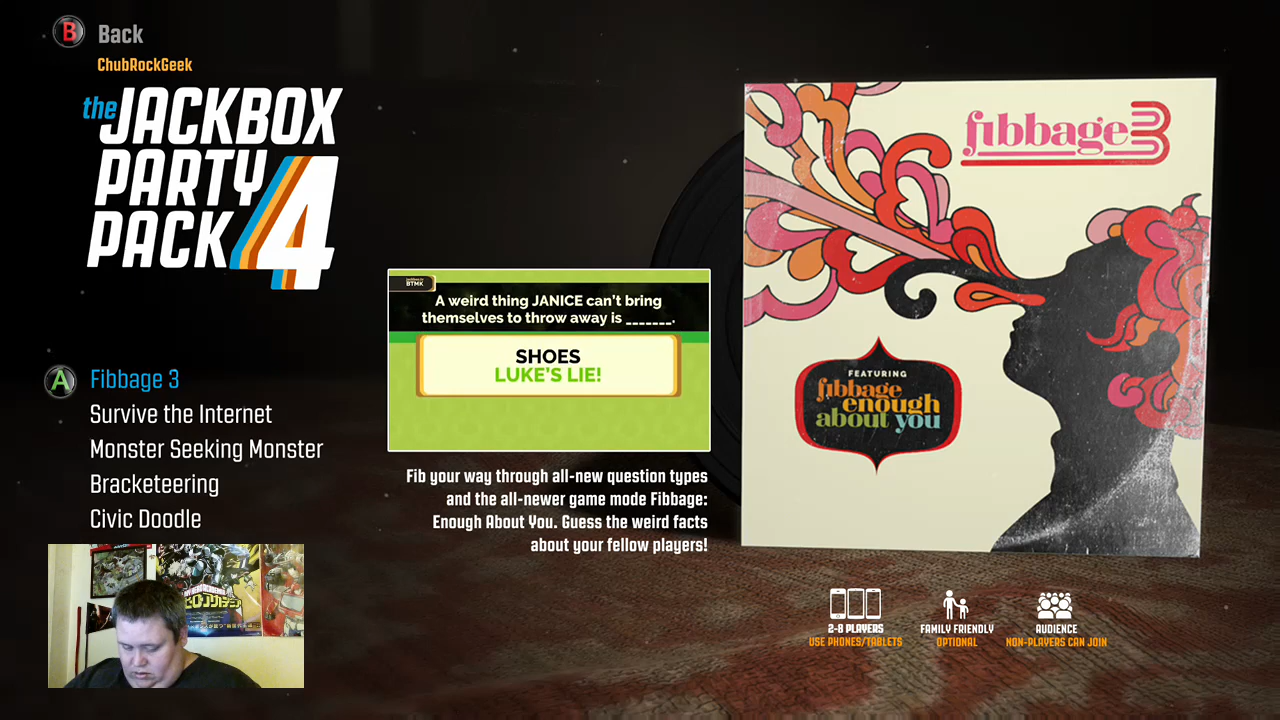 B Back
ChubRockGeek
the JACKBOX
PARTY
PACK 4
A Fibbage 3
Survive the Internet
Monster Seeking Monster
Bracketeering
Civic Doodle
BTMK
A weird thing JANICE can't bring
themselves to throw away is _______.
SHOES
LUKE'S LIE!
Fib your way through all-new question types
and the all-newer game mode Fibbage:
Enough About You. Guess the weird facts
about your fellow players!
fibbage 3
FEATURING
fibbage
enough
about you
2-8 PLAYERS
USE PHONES/TABLETS
FAMILY FRIENDLY
OPTIONAL
AUDIENCE
NON-PLAYERS CAN JOIN